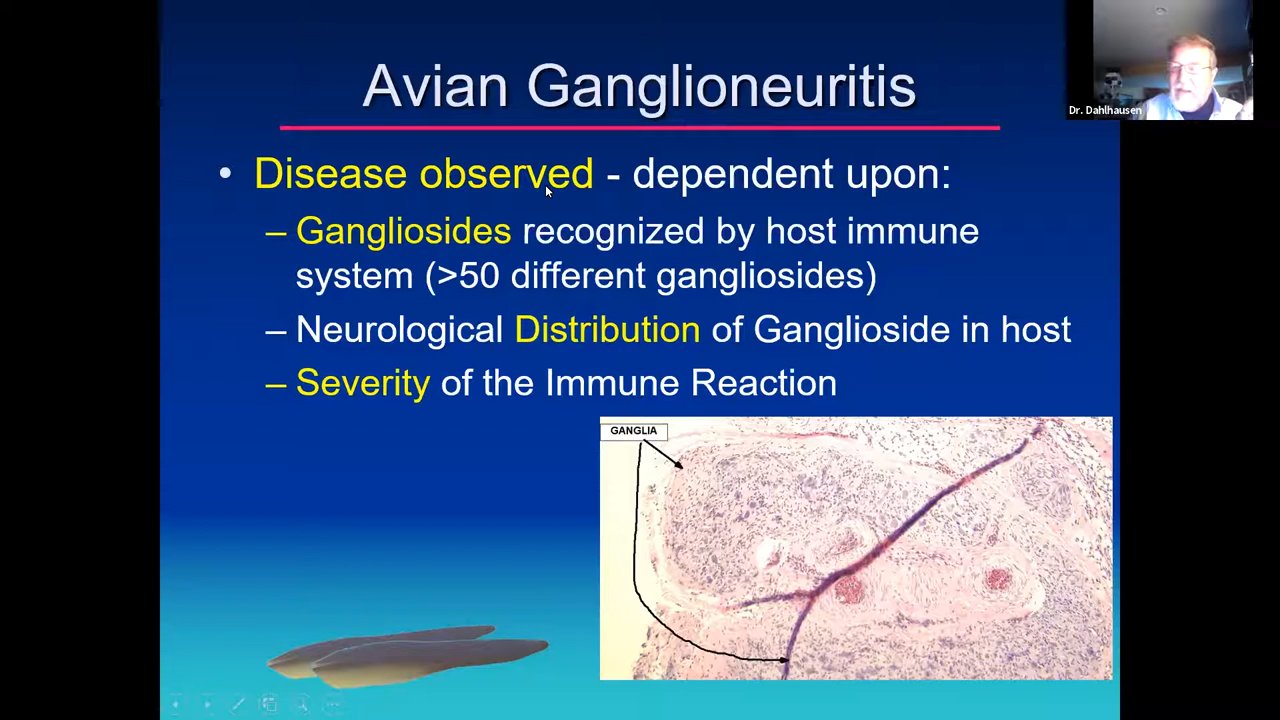 Avian Ganglioneuritis
Dr. Dahlhausen
• Disease observed - dependent upon:
– Gangliosides recognized by host immune
system (>50 different gangliosides)
– Neurological Distribution of Ganglioside in host
– Severity of the Immune Reaction
GANGLIA